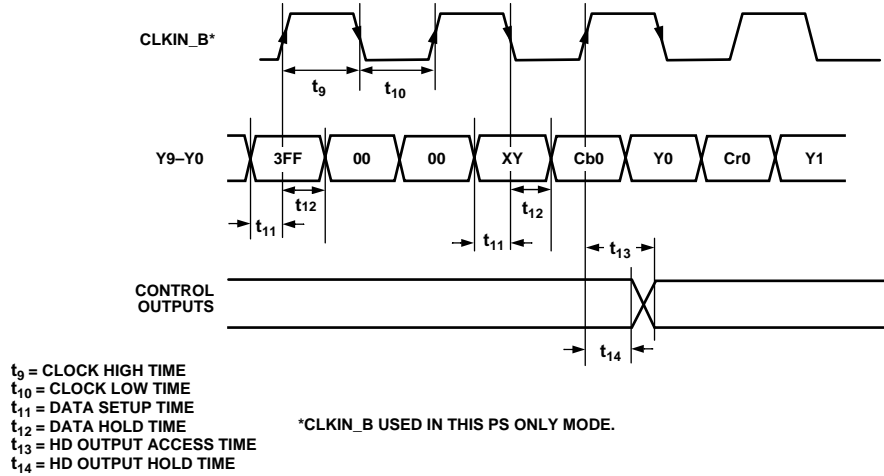 CLKIN_B*
t9
t10
Y9–Y0
3FF
00
00
XY
Cb0
Y0
Cr0
Y1
t12
t12
t11
t11
t13
CONTROL
OUTPUTS
t14
t9 = CLOCK HIGH TIME
t10 = CLOCK LOW TIME
t11 = DATA SETUP TIME
t12 = DATA HOLD TIME
t13 = HD OUTPUT ACCESS TIME
t14 = HD OUTPUT HOLD TIME
*CLKIN_B USED IN THIS PS ONLY MODE.